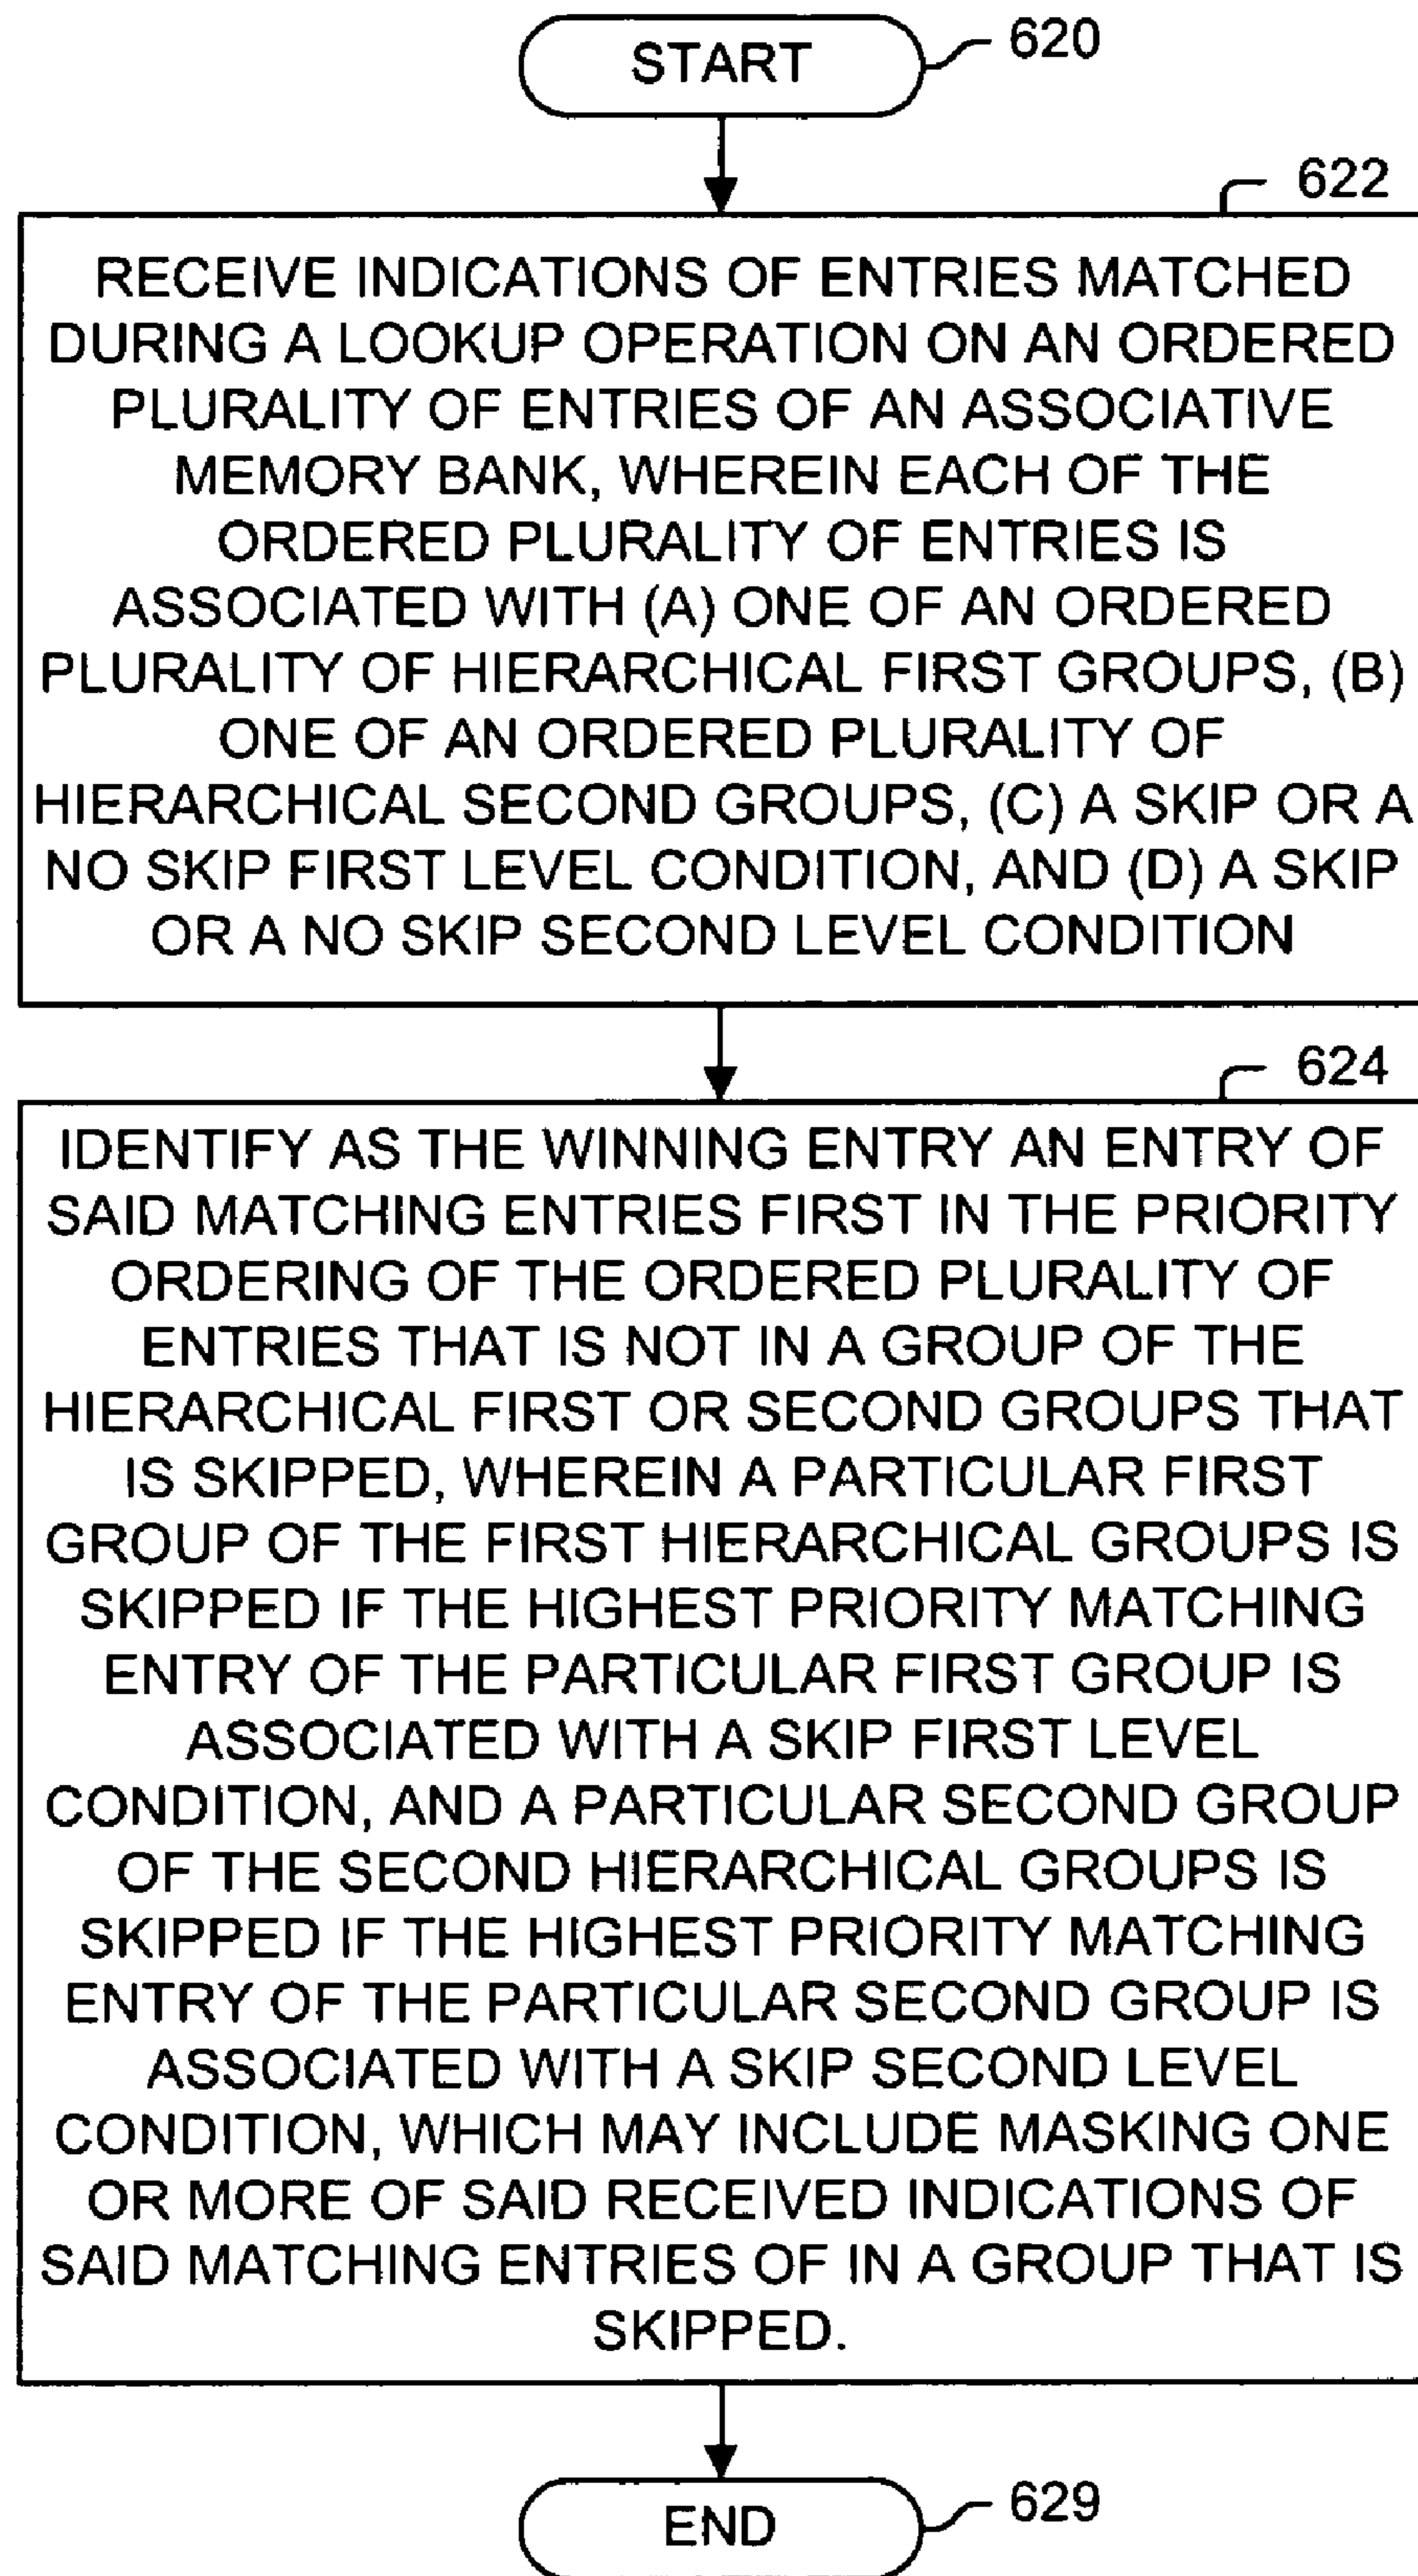 START
620
622
RECEIVE INDICATIONS OF ENTRIES MATCHED
DURING A LOOKUP OPERATION ON AN ORDERED
PLURALITY OF ENTRIES OF AN ASSOCIATIVE
MEMORY BANK, WHEREIN EACH OF THE
ORDERED PLURALITY OF ENTRIES IS
ASSOCIATED WITH (A) ONE OF AN ORDERED
PLURALITY OF HIERARCHICAL FIRST GROUPS, (B)
ONE OF AN ORDERED PLURALITY OF
HIERARCHICAL SECOND GROUPS, (C) A SKIP OR A
NO SKIP FIRST LEVEL CONDITION, AND (D) A SKIP
OR A NO SKIP SECOND LEVEL CONDITION
624
IDENTIFY AS THE WINNING ENTRY AN ENTRY OF
SAID MATCHING ENTRIES FIRST IN THE PRIORITY
ORDERING OF THE ORDERED PLURALITY OF
ENTRIES THAT IS NOT IN A GROUP OF THE
HIERARCHICAL FIRST OR SECOND GROUPS THAT
IS SKIPPED, WHEREIN A PARTICULAR FIRST
GROUP OF THE FIRST HIERARCHICAL GROUPS IS
SKIPPED IF THE HIGHEST PRIORITY MATCHING
ENTRY OF THE PARTICULAR FIRST GROUP IS
ASSOCIATED WITH A SKIP FIRST LEVEL
CONDITION, AND A PARTICULAR SECOND GROUP
OF THE SECOND HIERARCHICAL GROUPS IS
SKIPPED IF THE HIGHEST PRIORITY MATCHING
ENTRY OF THE PARTICULAR SECOND GROUP IS
ASSOCIATED WITH A SKIP SECOND LEVEL
CONDITION, WHICH MAY INCLUDE MASKING ONE
OR MORE OF SAID RECEIVED INDICATIONS OF
SAID MATCHING ENTRIES OF IN A GROUP THAT IS
SKIPPED.
END
629